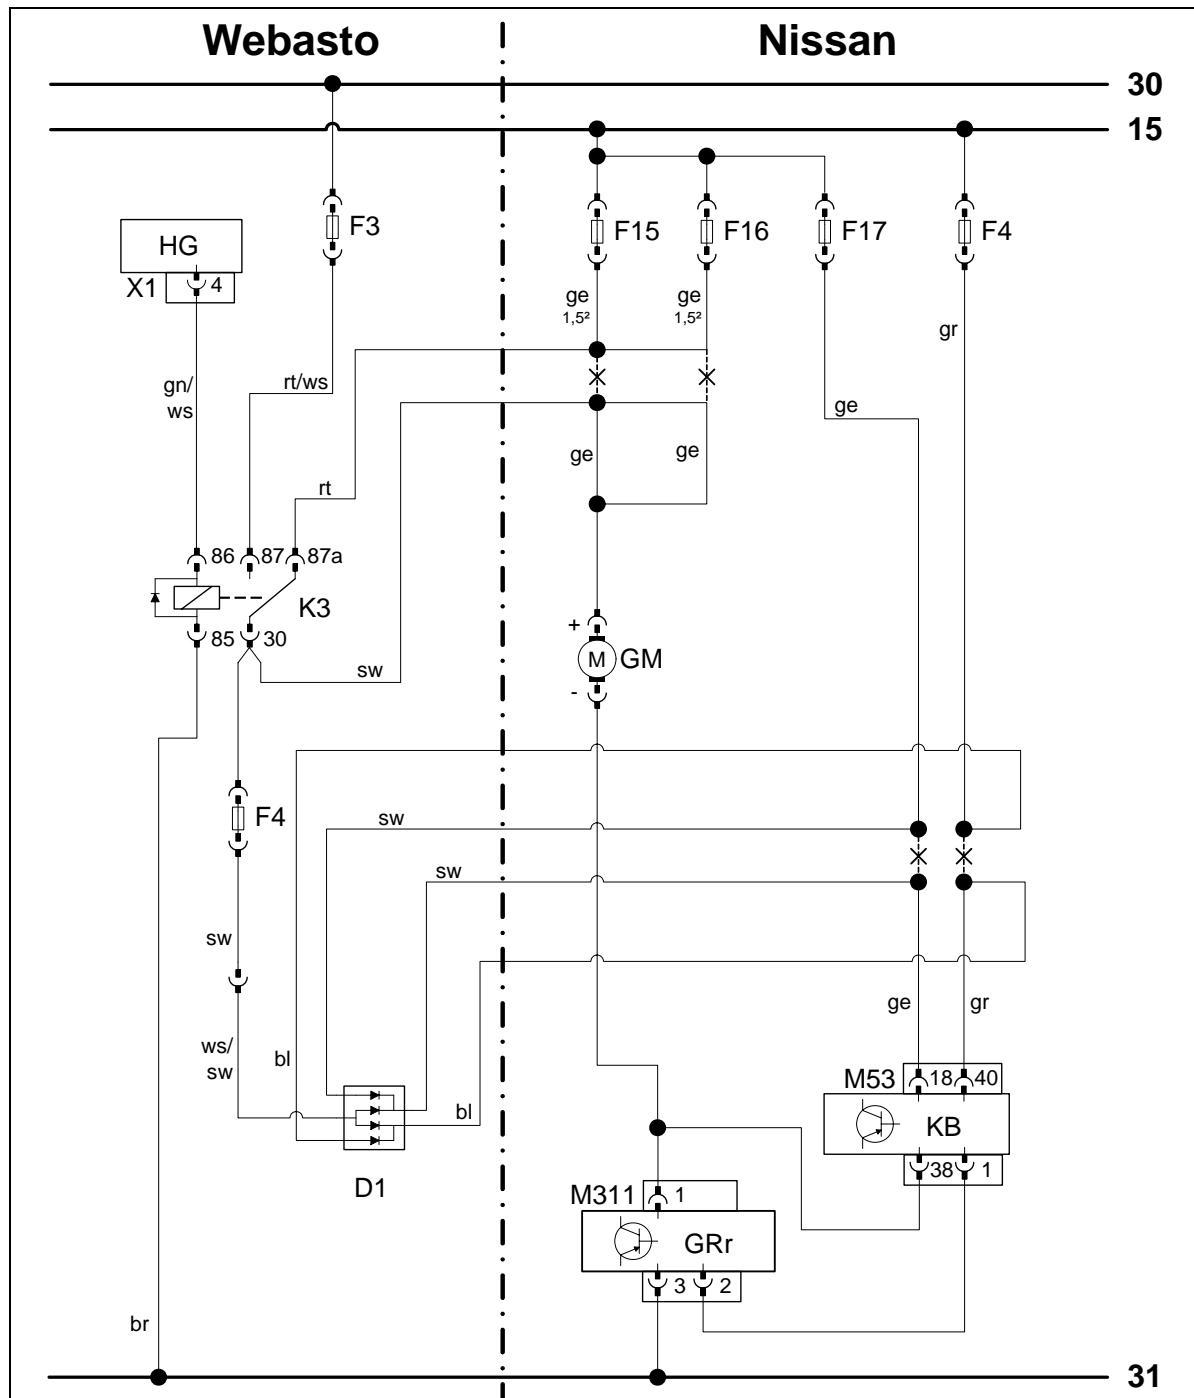 Webasto Nissan
30
15
F3 F15 F16 F17 F4
HG
X1 4
ge ge
1,5² 1,5²
gr
gn/ rt/ws
ws
ge
ge ge
rt
86 87 87a
K3
85 30
+
M GM
-
sw
F4
sw
sw
sw
ge gr
ws/
sw
bl
bl
M53 18 40
KB
38 1
D1
M311 1
GRr
3 2
br
31